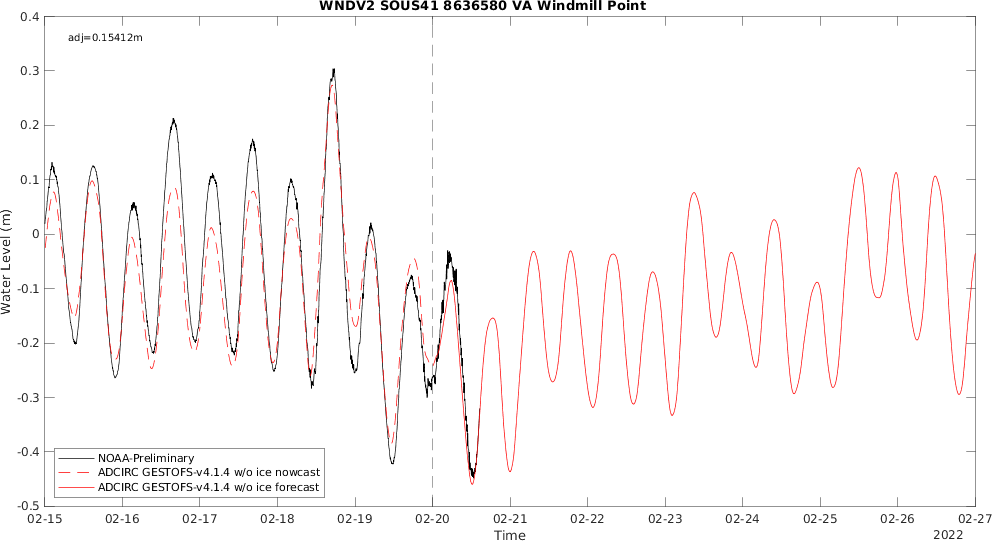 WNDV2 SOUS41 8636580 VA Windmill Point
adj=0.15412m
0.4
0.3
0.2
0.1
0
-0.1
-0.2
-0.3
-0.4
-0.5
Water Level (m)
NOAA-Preliminary
ADCIRC GESTOFS-v4.1.4 w/o ice nowcast
ADCIRC GESTOFS-v4.1.4 w/o ice forecast
02-15 02-16 02-17 02-18 02-19 02-20 02-21 02-22 02-23 02-24 02-25 02-26 02-27
Time
2022